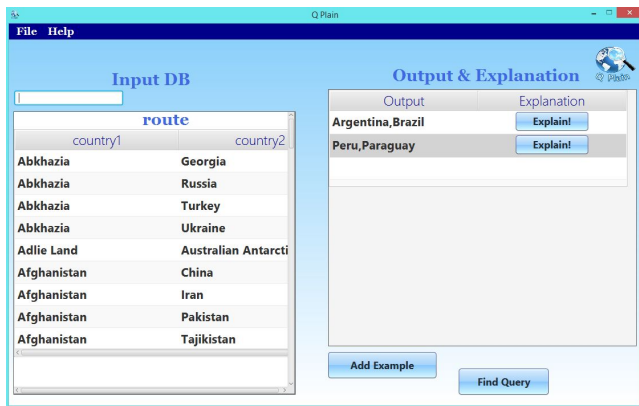 Q Plain
File Help
Input DB
route
country1 country2
Abkhazia Georgia
Abkhazia Russia
Abkhazia Turkey
Abkhazia Ukraine
Adlie Land Australian Antarcti
Afghanistan China
Afghanistan Iran
Afghanistan Pakistan
Afghanistan Tajikistan
Output & Explanation
Q Plain
Output Explanation
Argentina,Brazil Explain!
Peru,Paraguay Explain!
Add Example
Find Query